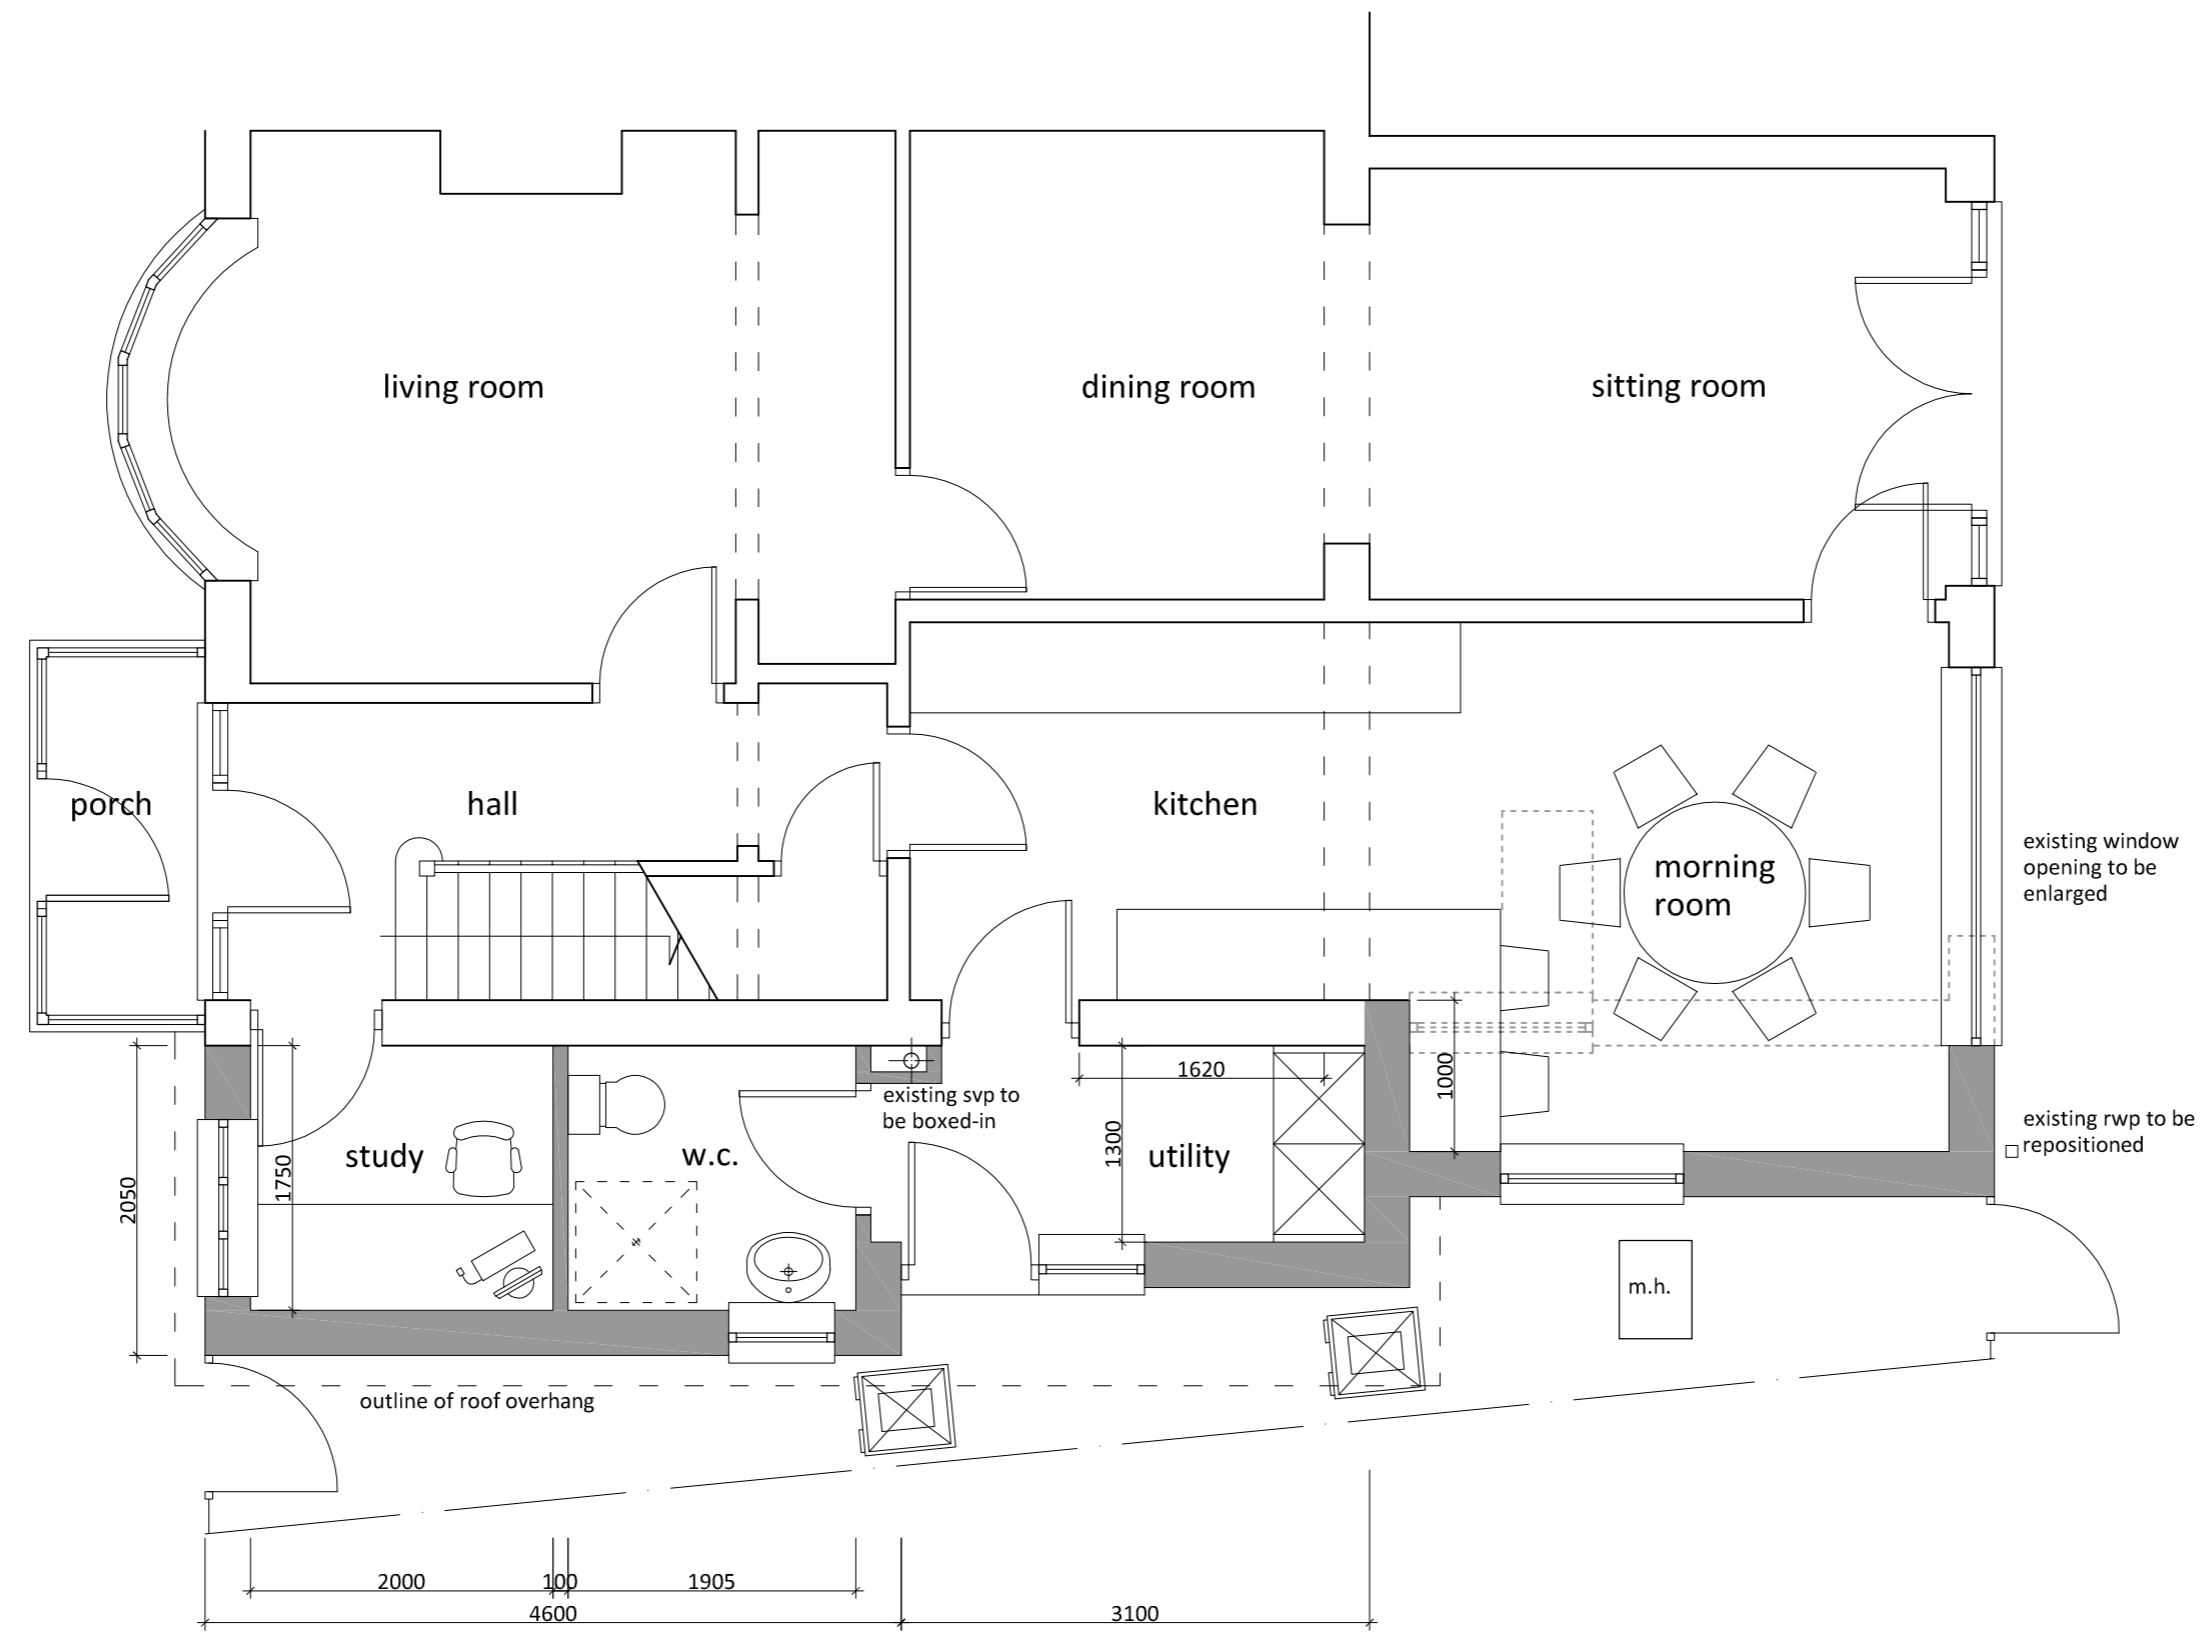 living room
dining room
sitting room
porch
hall
kitchen
morning
room
existing window
opening to be
enlarged
1620
1000
existing svp to
be boxed-in
existing rwp to be
repositioned
study
w.c.
utility
1300
1750
2050
m.h.
outline of roof overhang
2000
100
1905
4600
3100